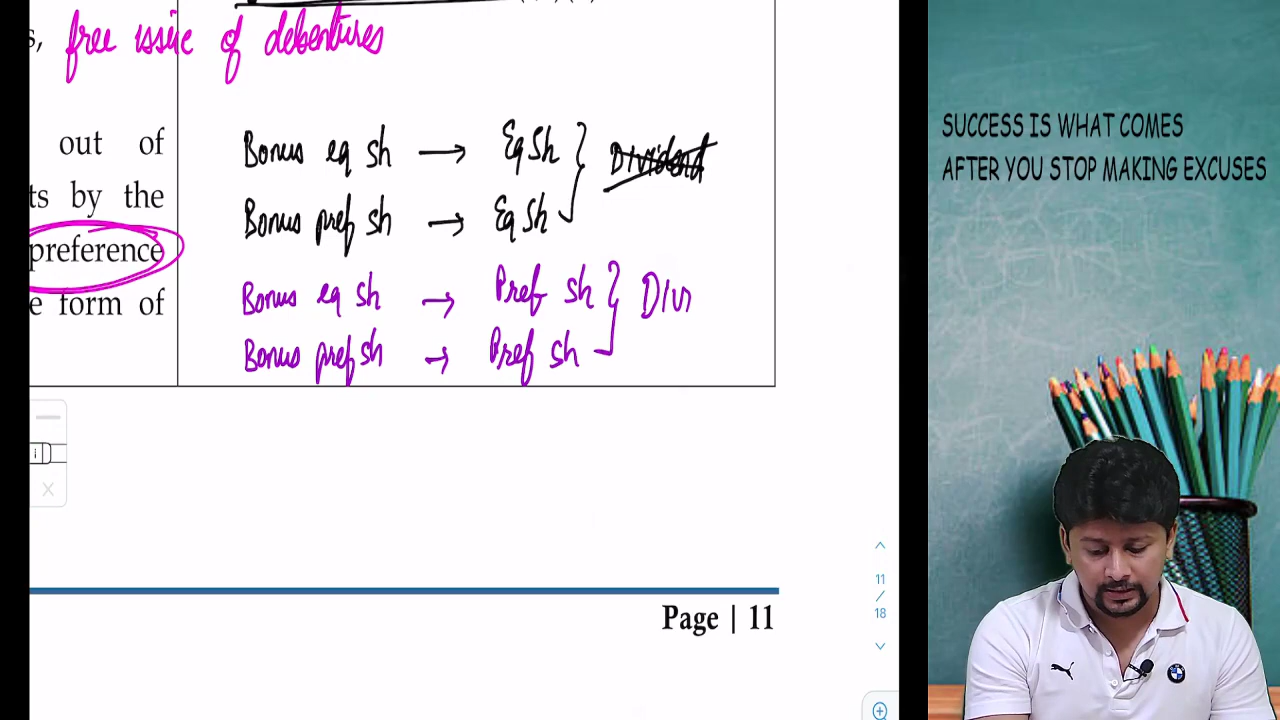 s, free issue of debentures
out of
ts by the
preference
e form of
Bonus eq sh → Eq Sh } Dividend
Bonus pref sh → Eq Sh
Bonus eq sh → Pref sh } Divi
Bonus pref sh → Pref sh
i
X
11
/
18
Page | 11
SUCCESS IS WHAT COMES
AFTER YOU STOP MAKING EXCUSES